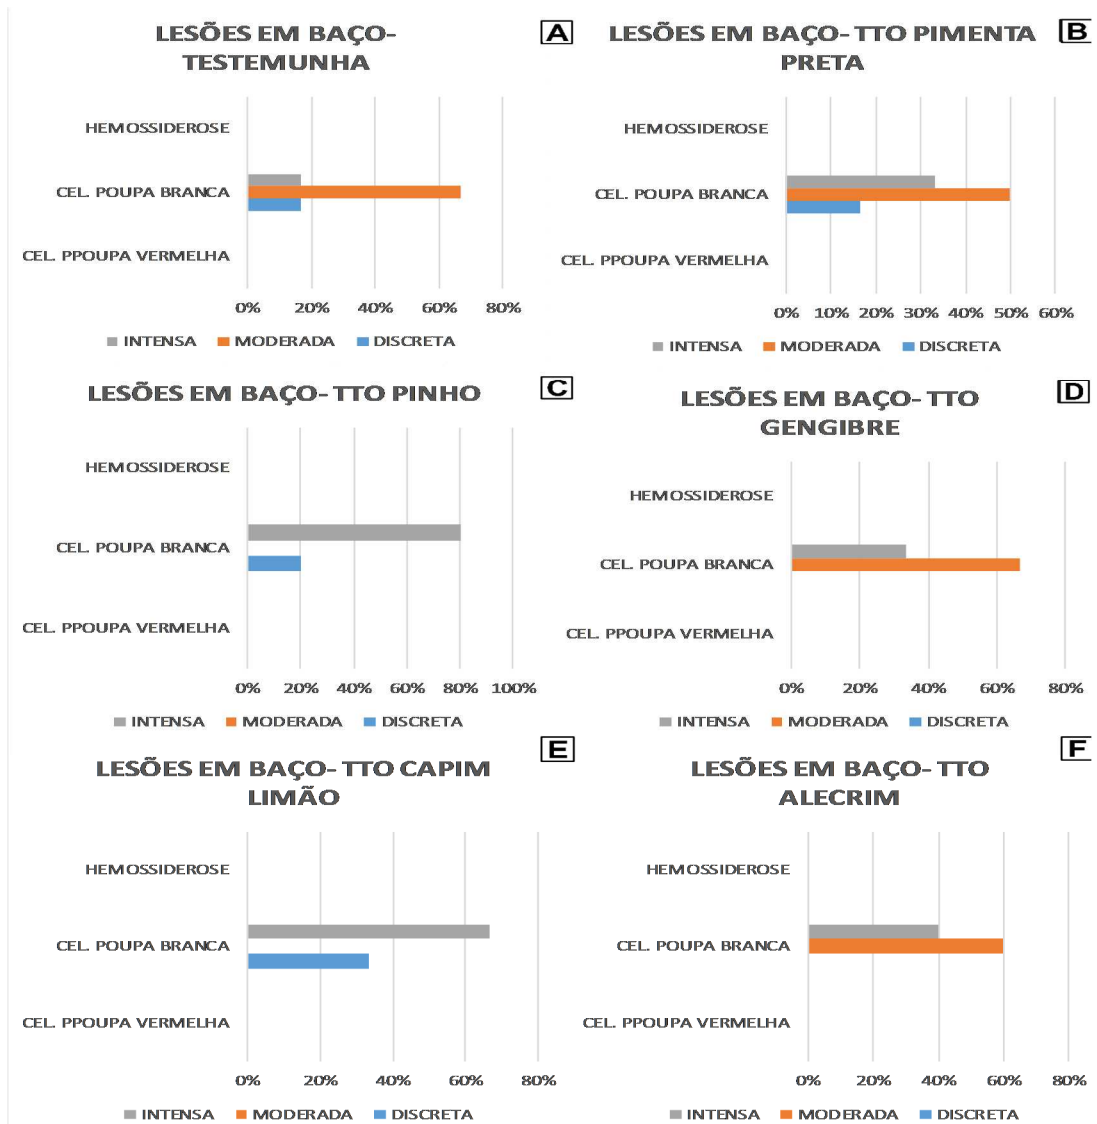 LESÕES EM BAÇO-
TESTEMUNHA
A
HEMOSSIDEROSE
CEL. POUPA BRANCA
CEL. PPOUPA VERMELHA
0% 20% 40% 60% 80%
INTENSA MODERADA DISCRETA
LESÕES EM BAÇO- TTO PIMENTA
PRETA
B
HEMOSSIDEROSE
CEL. POUPA BRANCA
CEL. PPOUPA VERMELHA
0% 10% 20% 30% 40% 50% 60%
INTENSA MODERADA DISCRETA
LESÕES EM BAÇO- TTO PINHO
C
HEMOSSIDEROSE
CEL. POUPA BRANCA
CEL. PPOUPA VERMELHA
0% 20% 40% 60% 80% 100%
INTENSA MODERADA DISCRETA
LESÕES EM BAÇO- TTO
GENGIBRE
D
HEMOSSIDEROSE
CEL. POUPA BRANCA
CEL. PPOUPA VERMELHA
0% 20% 40% 60% 80%
INTENSA MODERADA DISCRETA
LESÕES EM BAÇO- TTO CAPIM
LIMÃO
E
HEMOSSIDEROSE
CEL. POUPA BRANCA
CEL. PPOUPA VERMELHA
0% 20% 40% 60% 80%
INTENSA MODERADA DISCRETA
LESÕES EM BAÇO- TTO
ALECRIM
F
HEMOSSIDEROSE
CEL. POUPA BRANCA
CEL. PPOUPA VERMELHA
0% 20% 40% 60% 80%
INTENSA MODERADA DISCRETA